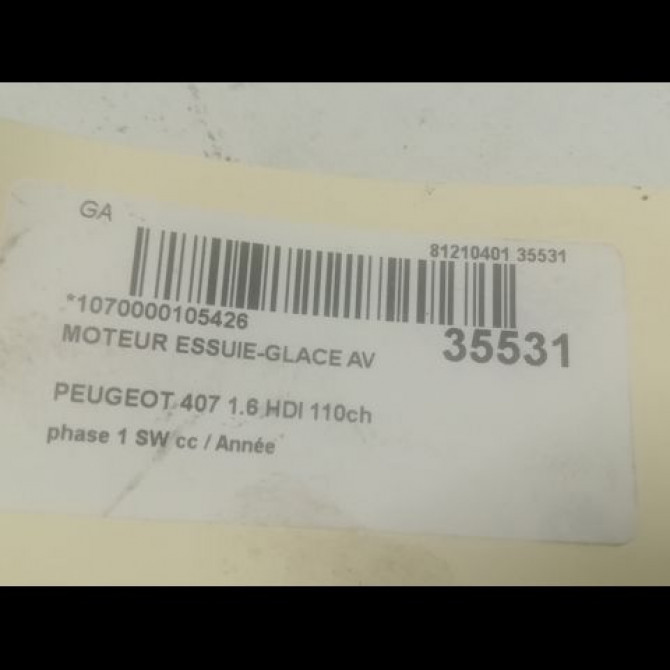 GA
81210401 35531
*1070000105426
35531
MOTEUR ESSUIE-GLACE AV
PEUGEOT 407 1.6 HDI 110ch
phase 1 SW cc / Année